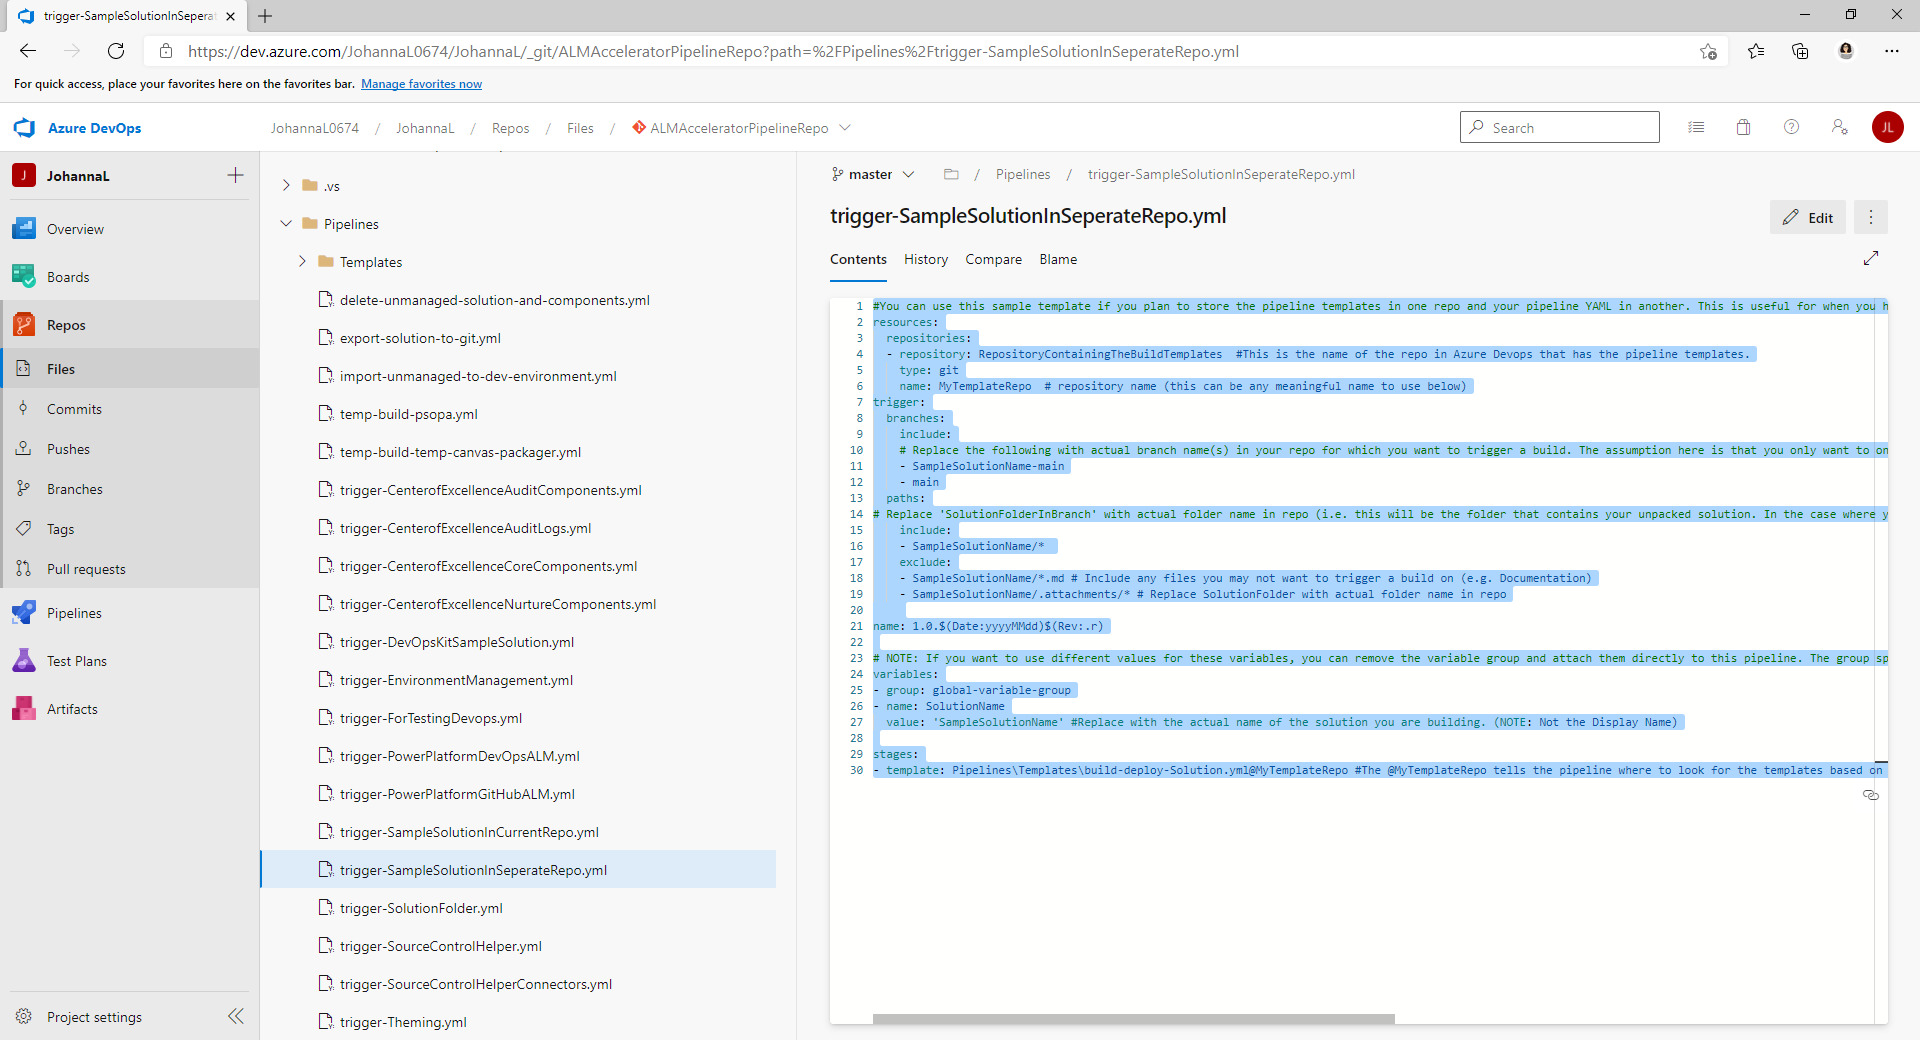 trigger-SampleSolutionInSepera
https://dev.azure.com/JohannaL0674/JohannaL/_git/ALMAcceleratorPipelineRepo?path=%2FPipelines%2Ftrigger-SampleSolutionInSeperateRepo.yml
For quick access, place your favorites here on the favorites bar. Manage favorites now
Azure DevOps
JohannaL0674 / JohannaL / Repos / Files / ALMAcceleratorPipelineRepo
Search
JL
J JohannaL
Overview
Boards
Repos
Files
Commits
Pushes
Branches
Tags
Pull requests
Pipelines
Test Plans
Artifacts
Project settings
.vs
Pipelines
Templates
delete-unmanaged-solution-and-components.yml
export-solution-to-git.yml
import-unmanaged-to-dev-environment.yml
temp-build-psopa.yml
temp-build-temp-canvas-packager.yml
trigger-CenterofExcellenceAuditComponents.yml
trigger-CenterofExcellenceAuditLogs.yml
trigger-CenterofExcellenceCoreComponents.yml
trigger-CenterofExcellenceNurtureComponents.yml
trigger-DevOpsKitSampleSolution.yml
trigger-EnvironmentManagement.yml
trigger-ForTestingDevops.yml
trigger-PowerPlatformDevOpsALM.yml
trigger-PowerPlatformGitHubALM.yml
trigger-SampleSolutionInCurrentRepo.yml
trigger-SampleSolutionInSeperateRepo.yml
trigger-SolutionFolder.yml
trigger-SourceControlHelper.yml
trigger-SourceControlHelperConnectors.yml
trigger-Theming.yml
master / Pipelines / trigger-SampleSolutionInSeperateRepo.yml
trigger-SampleSolutionInSeperateRepo.yml
Edit
Contents History Compare Blame
1 #You can use this sample template if you plan to store the pipeline templates in one repo and your pipeline YAML in another. This is useful for when you h
2 resources:
3 repositories:
4 - repository: RepositoryContainingTheBuildTemplates #This is the name of the repo in Azure Devops that has the pipeline templates.
5 type: git
6 name: MyTemplateRepo # repository name (this can be any meaningful name to use below)
7 trigger:
8 branches:
9 include:
10 # Replace the following with actual branch name(s) in your repo for which you want to trigger a build. The assumption here is that you only want to on
11 - SampleSolutionName-main
12 - main
13 paths:
14 # Replace 'SolutionFolderInBranch' with actual folder name in repo (i.e. this will be the folder that contains your unpacked solution. In the case where y
15 include:
16 - SampleSolutionName/*
17 exclude:
18 - SampleSolutionName/*.md # Include any files you may not want to trigger a build on (e.g. Documentation)
19 - SampleSolutionName/.attachments/* # Replace SolutionFolder with actual folder name in repo
20
21 name: 1.0.$(Date:yyyyMMdd)$(Rev:.r)
22
23 # NOTE: If you want to use different values for these variables, you can remove the variable group and attach them directly to this pipeline. The group sp
24 variables:
25 - group: global-variable-group
26 - name: SolutionName
27 value: 'SampleSolutionName' #Replace with the actual name of the solution you are building. (NOTE: Not the Display Name)
28
29 stages:
30 - template: Pipelines\Templates\build-deploy-Solution.yml@MyTemplateRepo #The @MyTemplateRepo tells the pipeline where to look for the templates based on